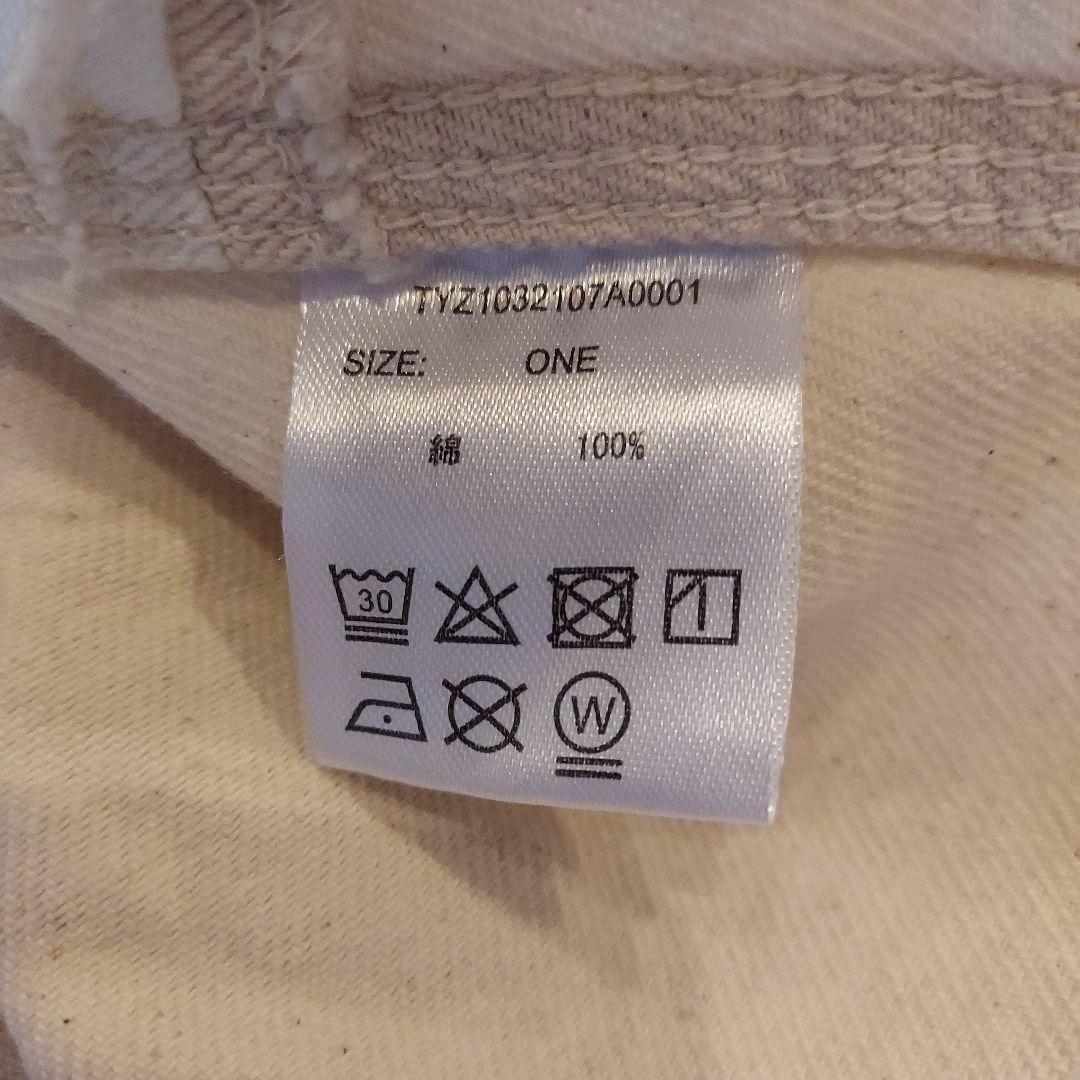 TYZ1032107A0001
SIZE: ONE
綿 100%
30
W